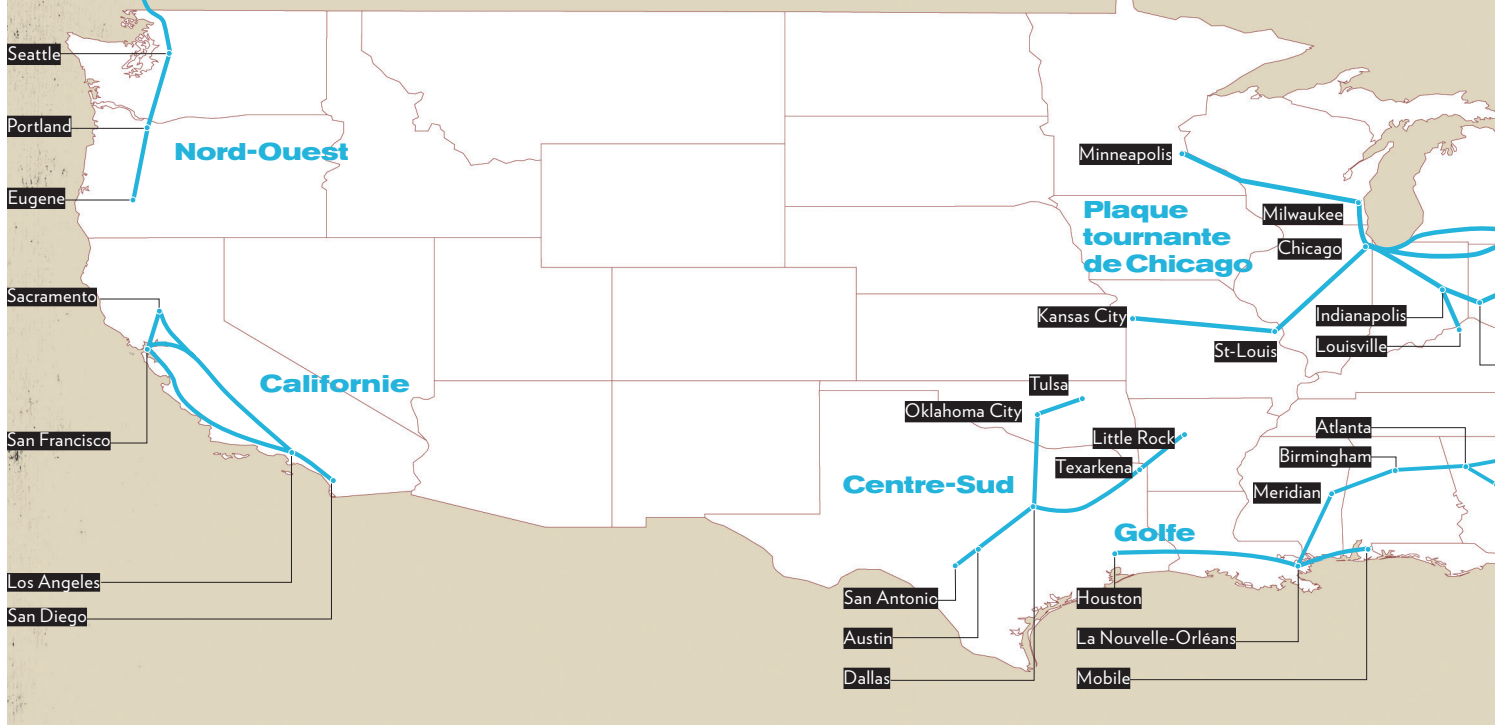 Seattle
Portland
Nord-Ouest
Eugene
Sacramento
Californie
San Francisco
Los Angeles
San Diego
Minneapolis
Plaque
tournante
de Chicago
Milwaukee
Chicago
Kansas City
St-Louis
Indianapolis
Louisville
Tulsa
Oklahoma City
Little Rock
Texarkena
Centre-Sud
San Antonio
Austin
Dallas
Atlanta
Birmingham
Meridian
Golfe
Houston
La Nouvelle-Orléans
Mobile